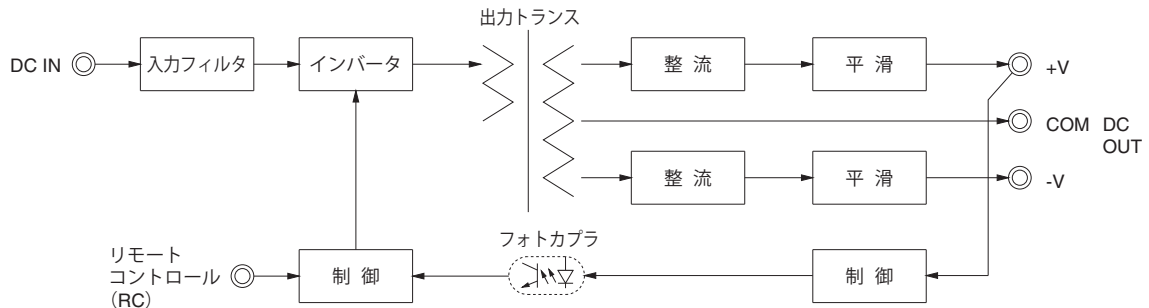 出力トランス
DC IN
入力フィルタ
インバータ
整 流
平 滑
+V
COM
DC
OUT
整 流
平 滑
-V
フォトカプラ
リモート
コントロール
(RC)
制 御
制 御